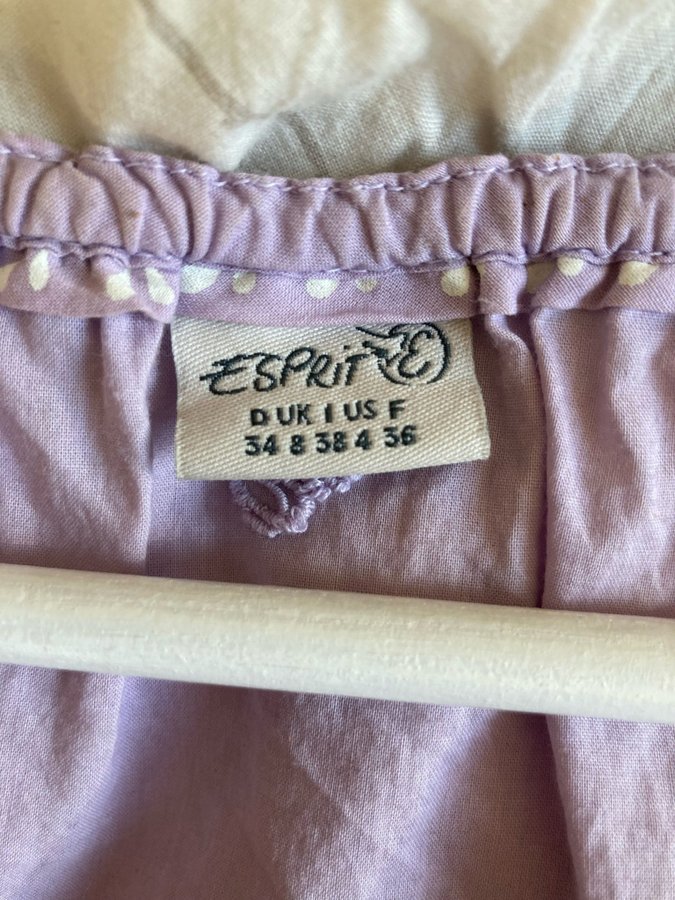 ESPRIT E
D UK I US F
34 8 38 4 36